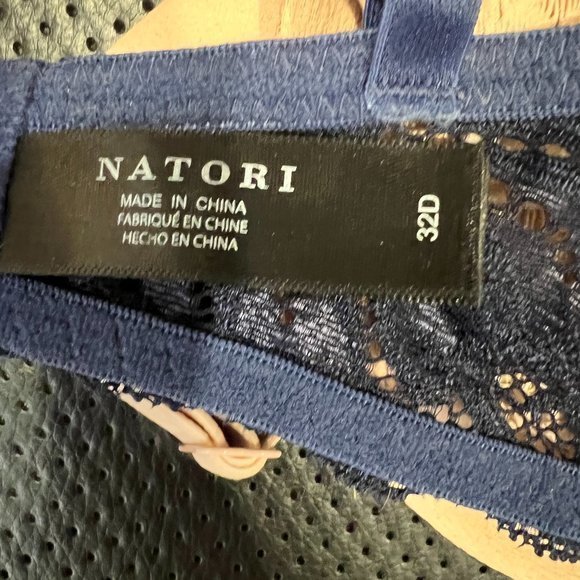 NATORI
MADE IN CHINA
FABRIQUÉ EN CHINE
HECHO EN CHINA
32D